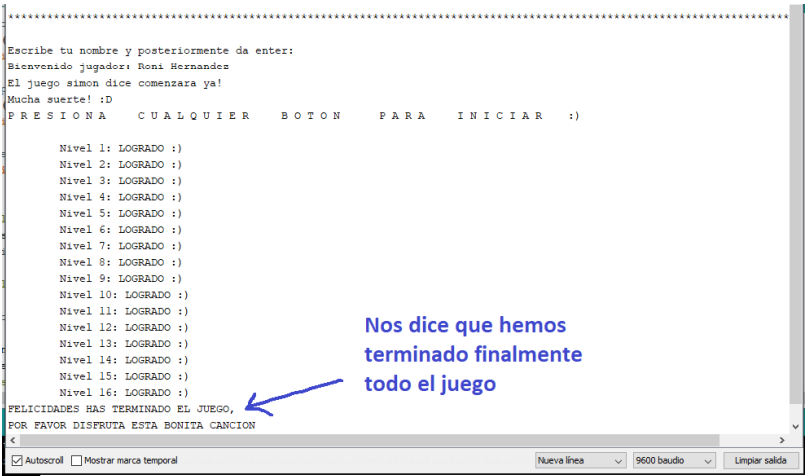 ****************************************************************************************************************************
Escribe tu nombre y posteriormente da enter:
Bienvenido jugador: Roni Hernandez
El juego simon dice comenzara ya!
Mucha suerte! :D
P R E S I O N A     C U A L Q U I E R     B O T O N     P A R A     I N I C I A R   :)
Nivel 1: LOGRADO :)
Nivel 2: LOGRADO :)
Nivel 3: LOGRADO :)
Nivel 4: LOGRADO :)
Nivel 5: LOGRADO :)
Nivel 6: LOGRADO :)
Nivel 7: LOGRADO :)
Nivel 8: LOGRADO :)
Nivel 9: LOGRADO :)
Nivel 10: LOGRADO :)
Nivel 11: LOGRADO :)
Nivel 12: LOGRADO :)
Nivel 13: LOGRADO :)
Nivel 14: LOGRADO :)
Nivel 15: LOGRADO :)
Nivel 16: LOGRADO :)
FELICIDADES HAS TERMINADO EL JUEGO,
POR FAVOR DISFRUTA ESTA BONITA CANCION
Nos dice que hemos
terminado finalmente
todo el juego
Autoscroll Mostrar marca temporal Nueva línea 9600 baudio Limpiar salida